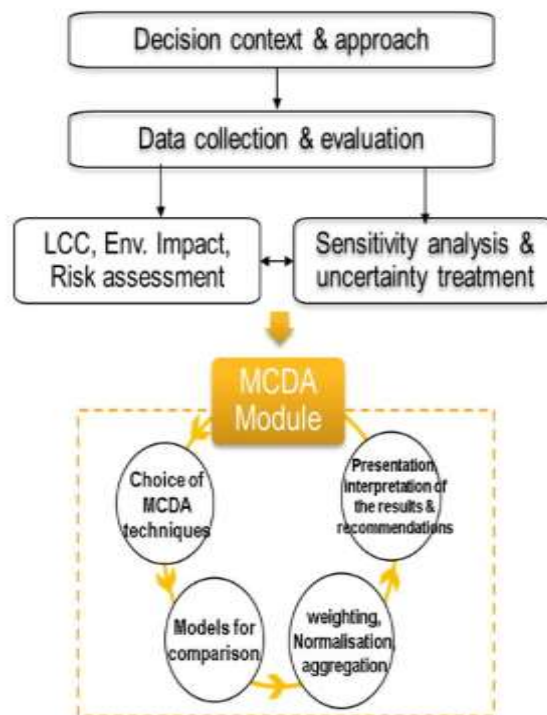 Decision context & approach
Data collection & evaluation
LCC, Env. Impact,
Risk assessment
Sensitivity analysis &
uncertainty treatment
MCDA
Module
Choice of
MCDA
techniques
Models for
comparison
weighting,
Normalisation,
aggregation
Presentation,
interpretation of
the results &
recommendations